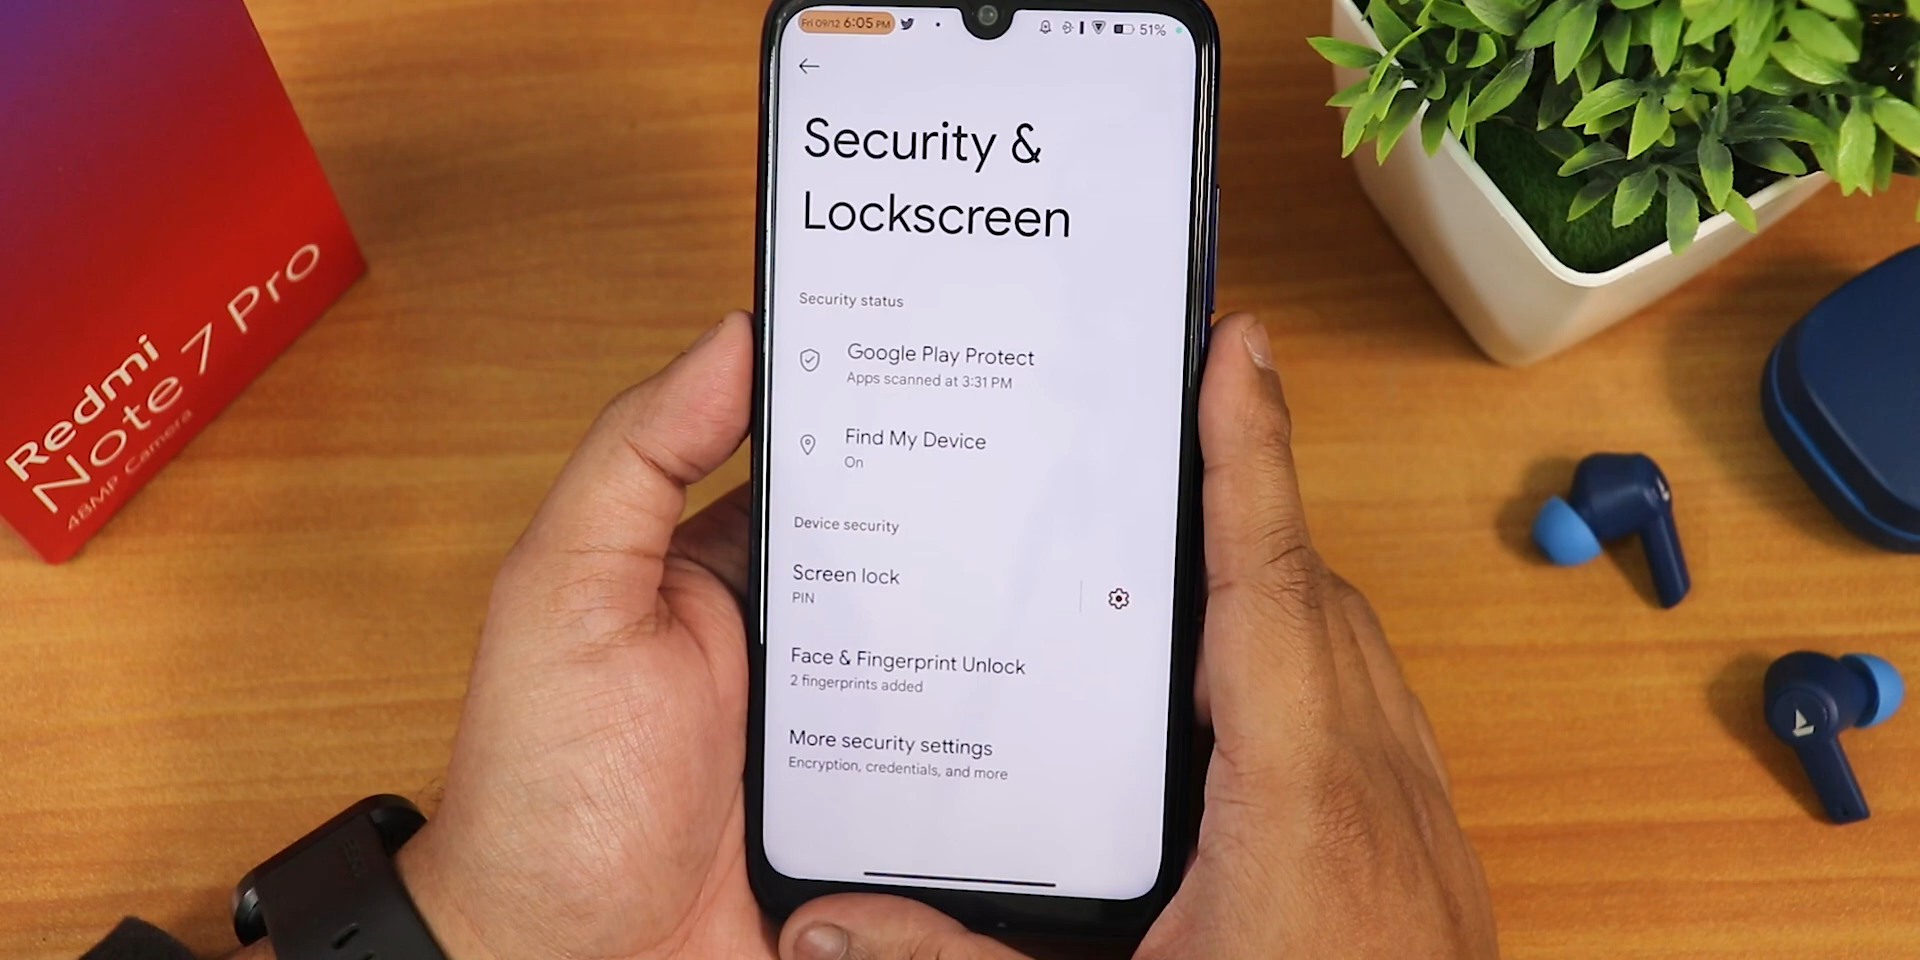 Fri 09/12 6:05 PM
51%
Security &
Lockscreen
Security status
Google Play Protect
Apps scanned at 3:31 PM
Find My Device
On
Device security
Screen lock
PIN
Face & Fingerprint Unlock
2 fingerprints added
More security settings
Encryption, credentials, and more
Redmi
Note 7 Pro
48MP Camera